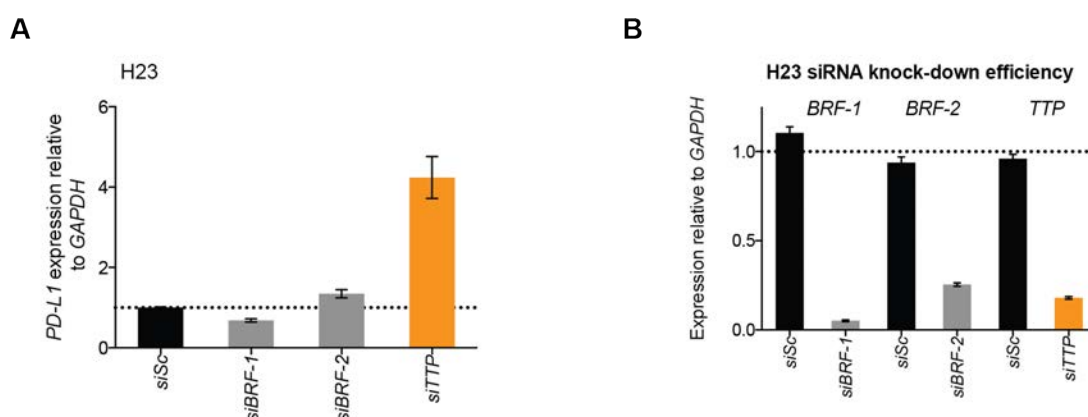 A
H23
PD-L1 expression relative
to GAPDH
6
4
2
0
siSc
siBRF-1
siBRF-2
siTTP
B
H23 siRNA knock-down efficiency
BRF-1 BRF-2 TTP
Expression relative to GAPDH
1.0
0.5
0.0
siSc
siBRF-1
siSc
siBRF-2
siSc
siTTP